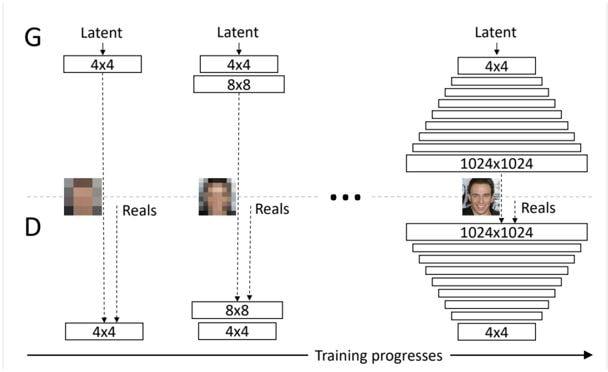 G
Latent
Latent
Latent
4x4
4x4
4x4
8x8
1024x1024
Reals
Reals
Reals
D
1024x1024
8x8
4x4
4x4
4x4
Training progresses